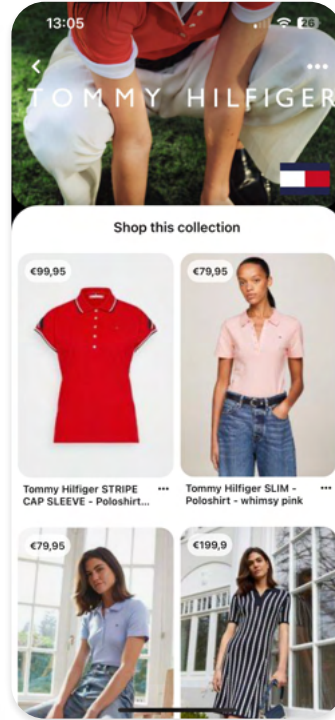 13:05
26
TOMMY HILFIGER
Shop this collection
€99,95
€79,95
Tommy Hilfiger STRIPE
CAP SLEEVE - Poloshirt...
Tommy Hilfiger SLIM -
Poloshirt - whimsy pink
€79,95
€199,9